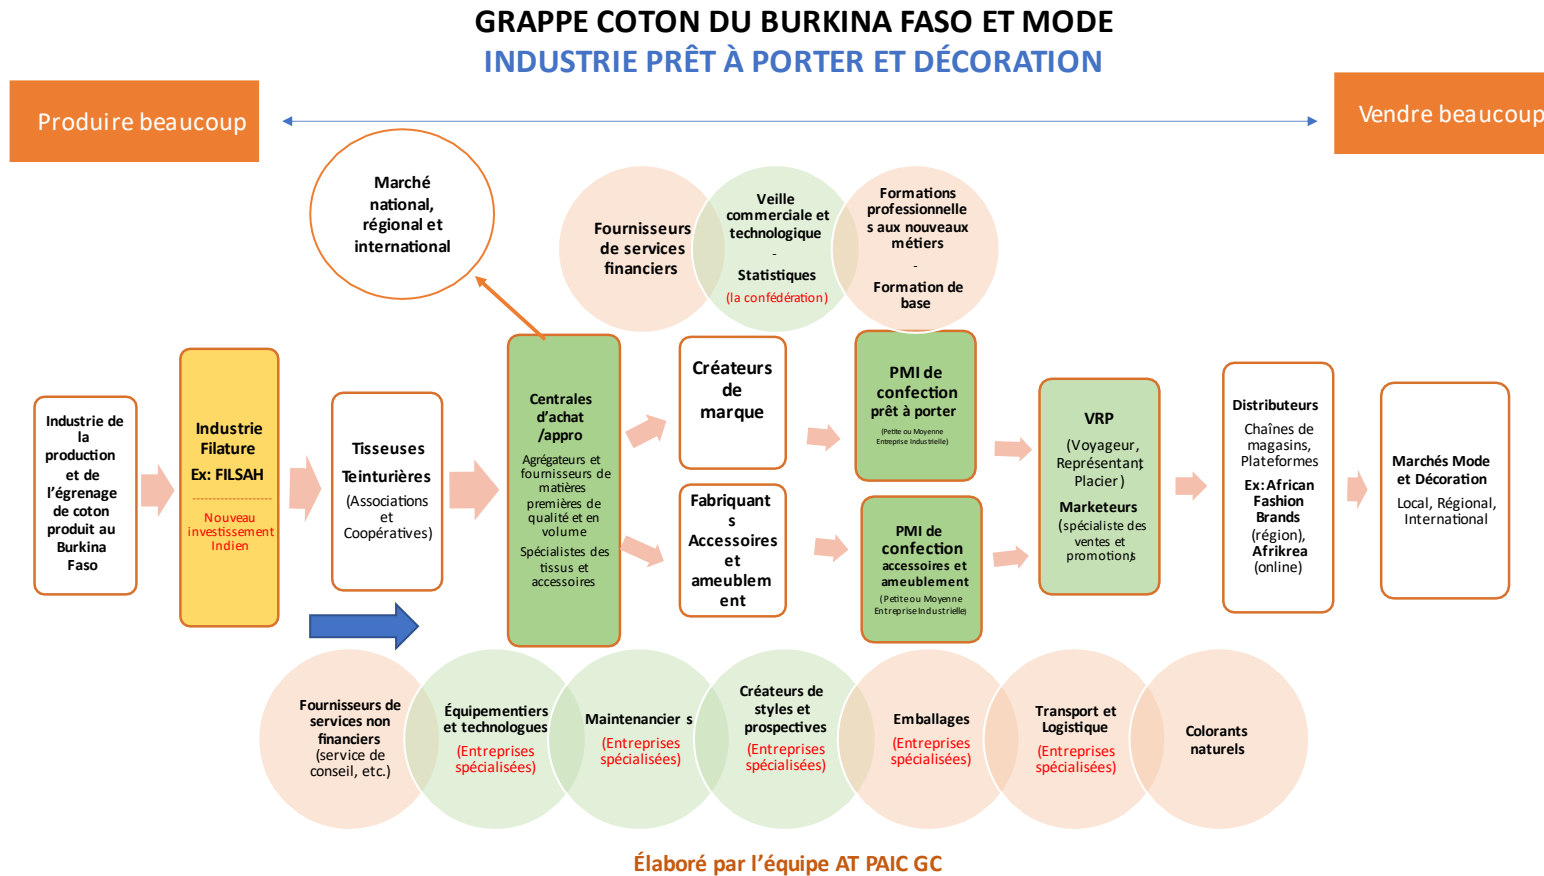 GRAPPE COTON DU BURKINA FASO ET MODE
INDUSTRIE PRÊT À PORTER ET DÉCORATION
Produire beaucoup
Vendre beaucoup
Marché
national,
régional et
international
Fournisseurs
de services
financiers
Veille
commerciale et
technologique
-
Statistiques
(la confédération)
Formations
professionnelle
s aux nouveaux
métiers
-
Formation de
base
Industrie de
la
production
et de
l'égrenage
de coton
produit au
Burkina
Faso
Industrie
Filature
Ex: FILSAH
--------------------
Nouveau
investissement
Indien
Tisseuses
Teinturières
(Associations
et
Coopératives)
Centrales
d'achat
/appro
Agrégateurs et
fournisseurs de
matières
premières de
qualité et en
volume
Spécialistes des
tissus et
accessoires
Créateurs
de
marque
Fabriquant
s
Accessoires
et
ameublem
ent
PMI de
confection
prêt à porter
(Petite ou Moyenne
Entreprise Industrielle)
PMI de
confection
accessoires et
ameublement
(Petite ou Moyenne
Entreprise Industrielle)
VRP
(Voyageur,
Représentant,
Placier)
Marketeurs
(spécialiste des
ventes et
promotions)
Distributeurs
Chaînes de
magasins,
Plateformes
Ex: African
Fashion
Brands
(région),
Afrikrea
(online)
Marchés Mode
et Décoration
Local, Régional,
International
Fournisseurs de
services non
financiers
(service de
conseil, etc.)
Équipementiers
et technologues
(Entreprises
spécialisées)
Maintenancier s
(Entreprises
spécialisées)
Créateurs de
styles et
prospectives
(Entreprises
spécialisées)
Emballages
(Entreprises
spécialisées)
Transport et
Logistique
(Entreprises
spécialisées)
Colorants
naturels
Élaboré par l'équipe AT PAIC GC